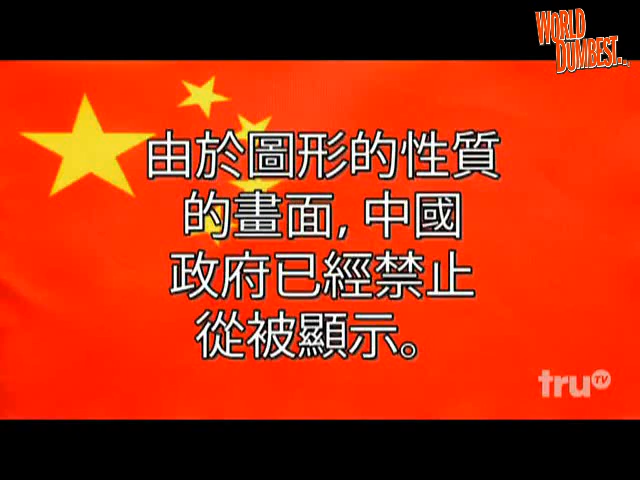 WORLD
DUMBEST...
由於圖形的性質
的畫面, 中國
政府已經禁止
從被顯示。
tru TV